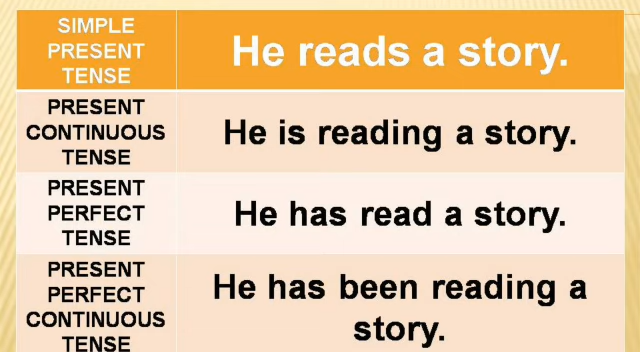 SIMPLE
PRESENT
TENSE
He reads a story.
PRESENT
CONTINUOUS
TENSE
He is reading a story.
PRESENT
PERFECT
TENSE
He has read a story.
PRESENT
PERFECT
CONTINUOUS
TENSE
He has been reading a
story.